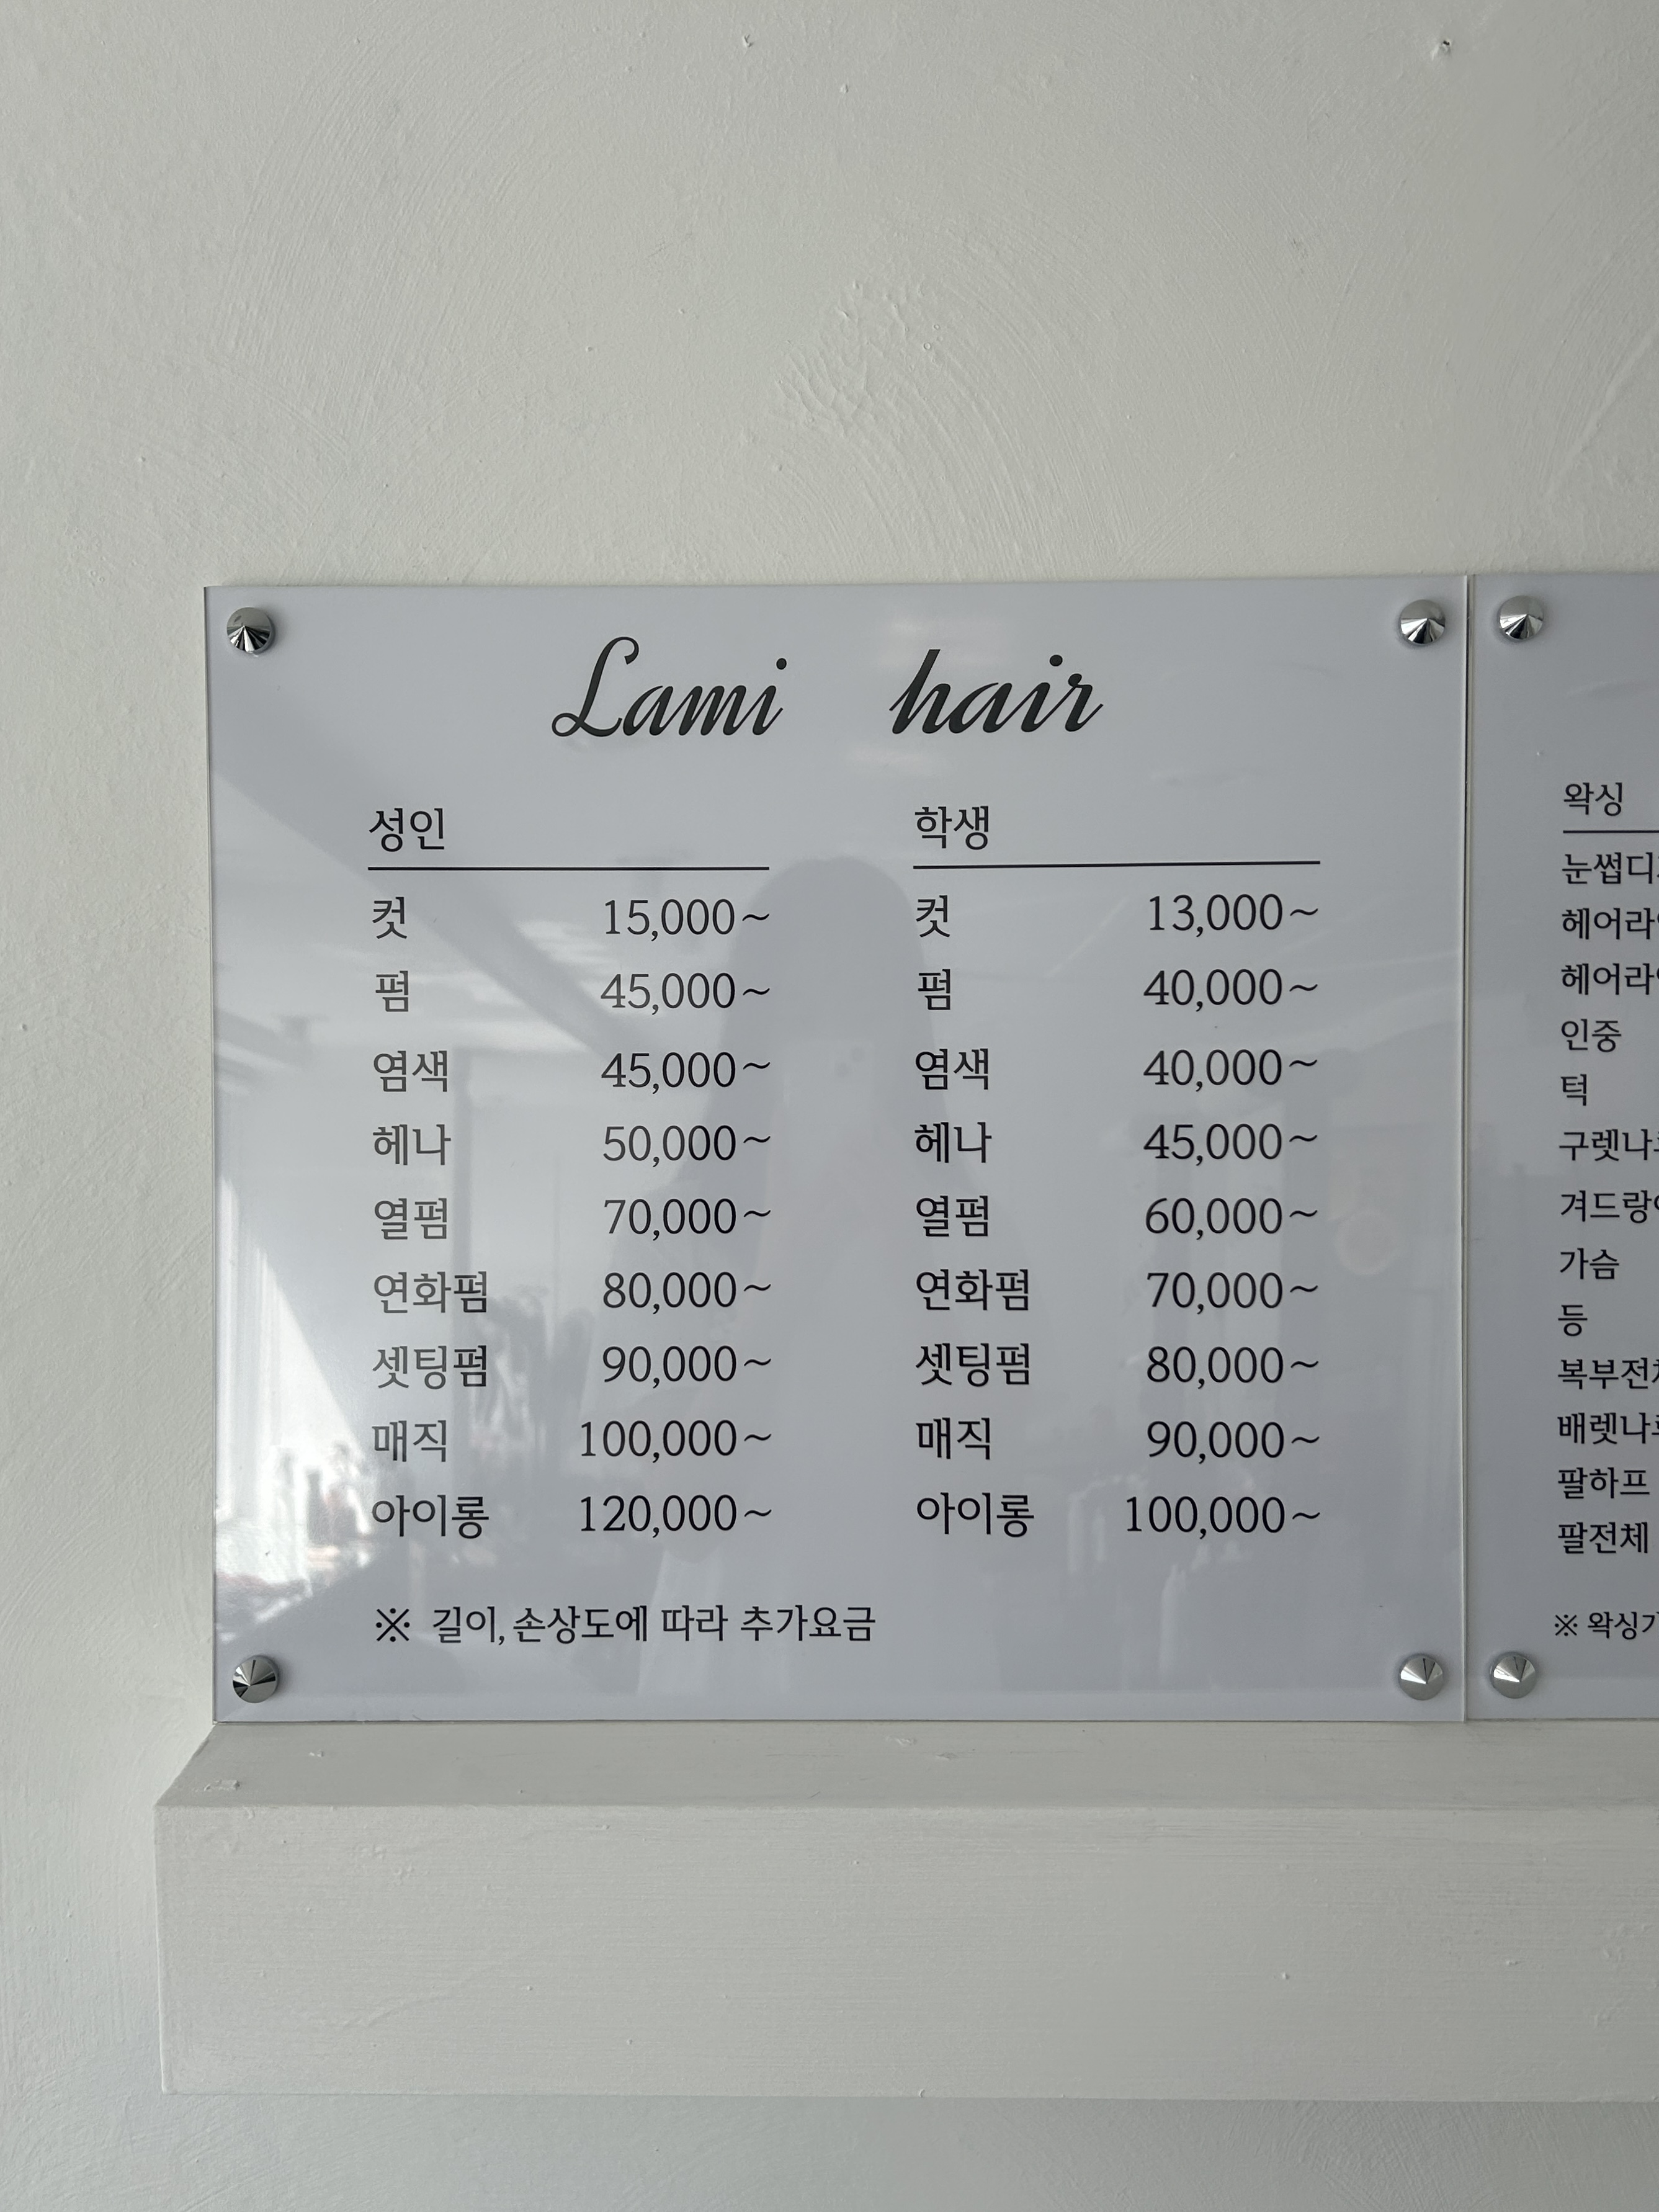 Lami hair
성인
컷 15,000~
펌 45,000~
염색 45,000~
헤나 50,000~
열펌 70,000~
연화펌 80,000~
셋팅펌 90,000~
매직 100,000~
아이롱 120,000~
학생
컷 13,000~
펌 40,000~
염색 40,000~
헤나 45,000~
열펌 60,000~
연화펌 70,000~
셋팅펌 80,000~
매직 90,000~
아이롱 100,000~
※ 길이, 손상도에 따라 추가요금
왁싱
인중
턱
가슴
등
팔하프
팔전체
※